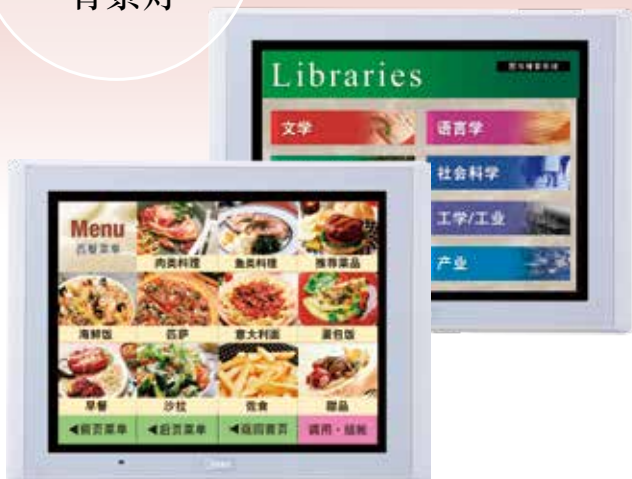 背景灯
Libraries
文学 语言学
社会科学
工学/工业
产业
Menu
西餐菜单
肉类料理 鱼类料理 推荐菜品
海鲜饭 匹萨 意大利面 蛋包饭
早餐 沙拉 佐食 甜品
◀前页菜单 ◀后页菜单 ◀返回首页 调用・结帐